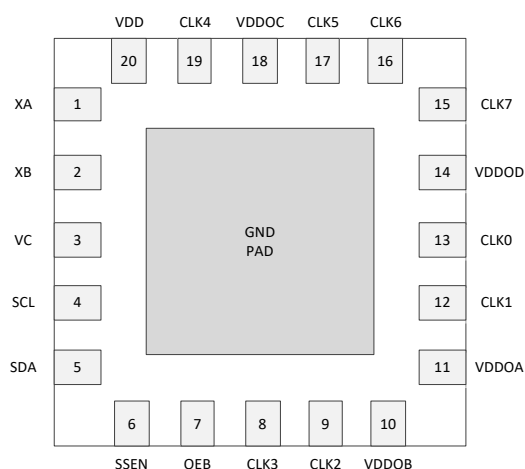 VDD CLK4 VDDOC CLK5 CLK6
20 19 18 17 16
XA 1 15 CLK7
XB 2 14 VDDOD
GND
PAD
VC 3 13 CLK0
SCL 4 12 CLK1
SDA 5 11 VDDOA
6 7 8 9 10
SSEN OEB CLK3 CLK2 VDDOB